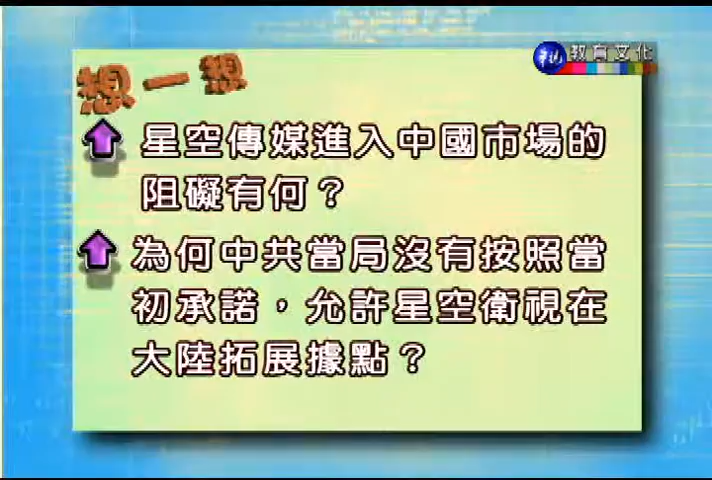 華視 教育文化
想一想
星空傳媒進入中國市場的
阻礙有何？
為何中共當局沒有按照當
初承諾，允許星空衛視在
大陸拓展據點？